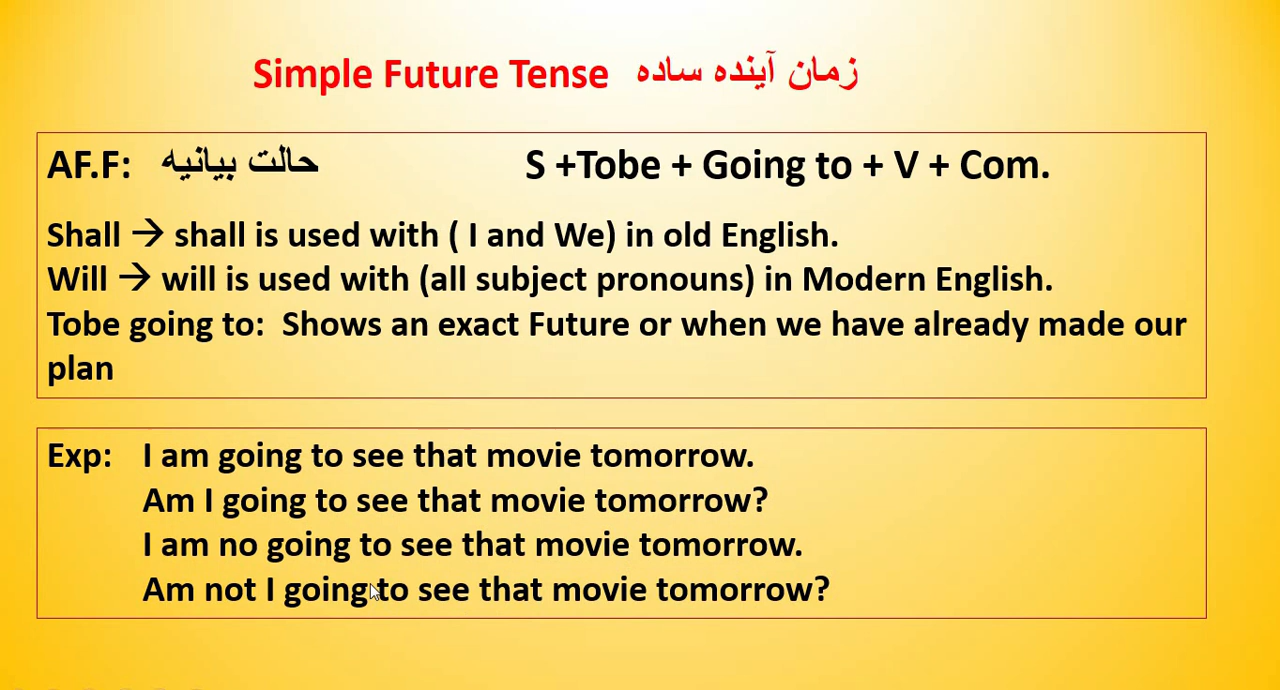 Simple Future Tense زمان آینده ساده
AF.F: حالت بیانیه S +Tobe + Going to + V + Com.
Shall → shall is used with ( I and We) in old English.
Will → will is used with (all subject pronouns) in Modern English.
Tobe going to: Shows an exact Future or when we have already made our
plan
Exp: I am going to see that movie tomorrow.
Am I going to see that movie tomorrow?
I am no going to see that movie tomorrow.
Am not I going to see that movie tomorrow?